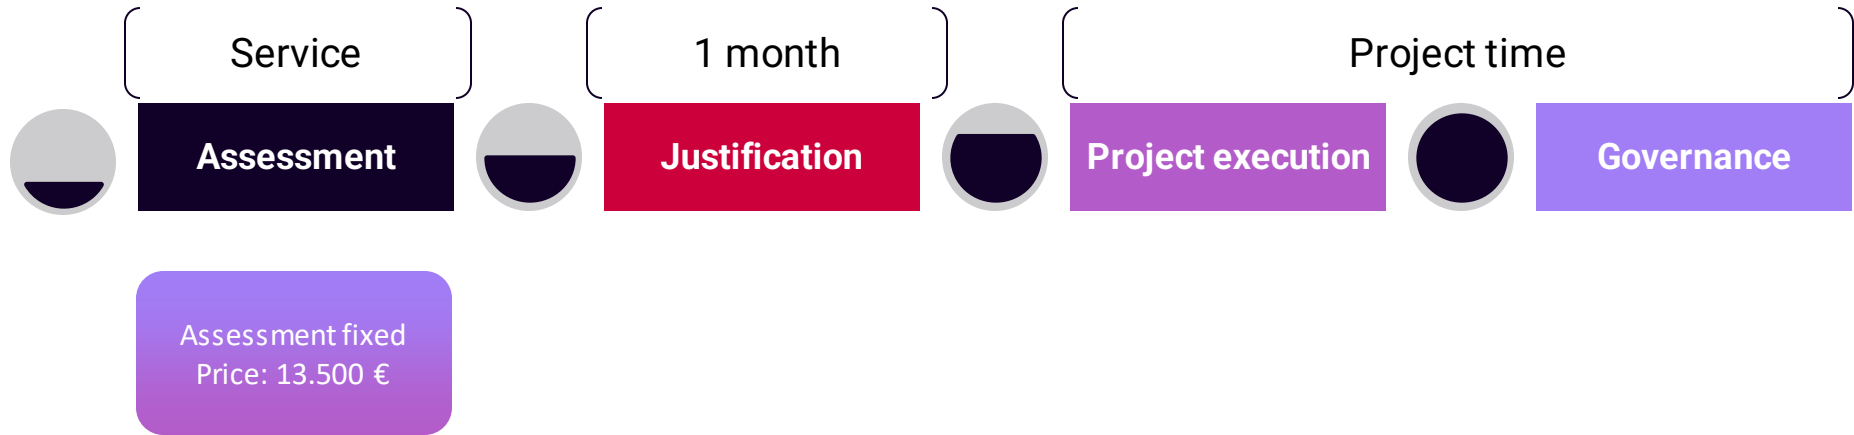 Service
1 month
Project time
Assessment
Justification
Project execution
Governance
Assessment fixed
Price: 13.500 €